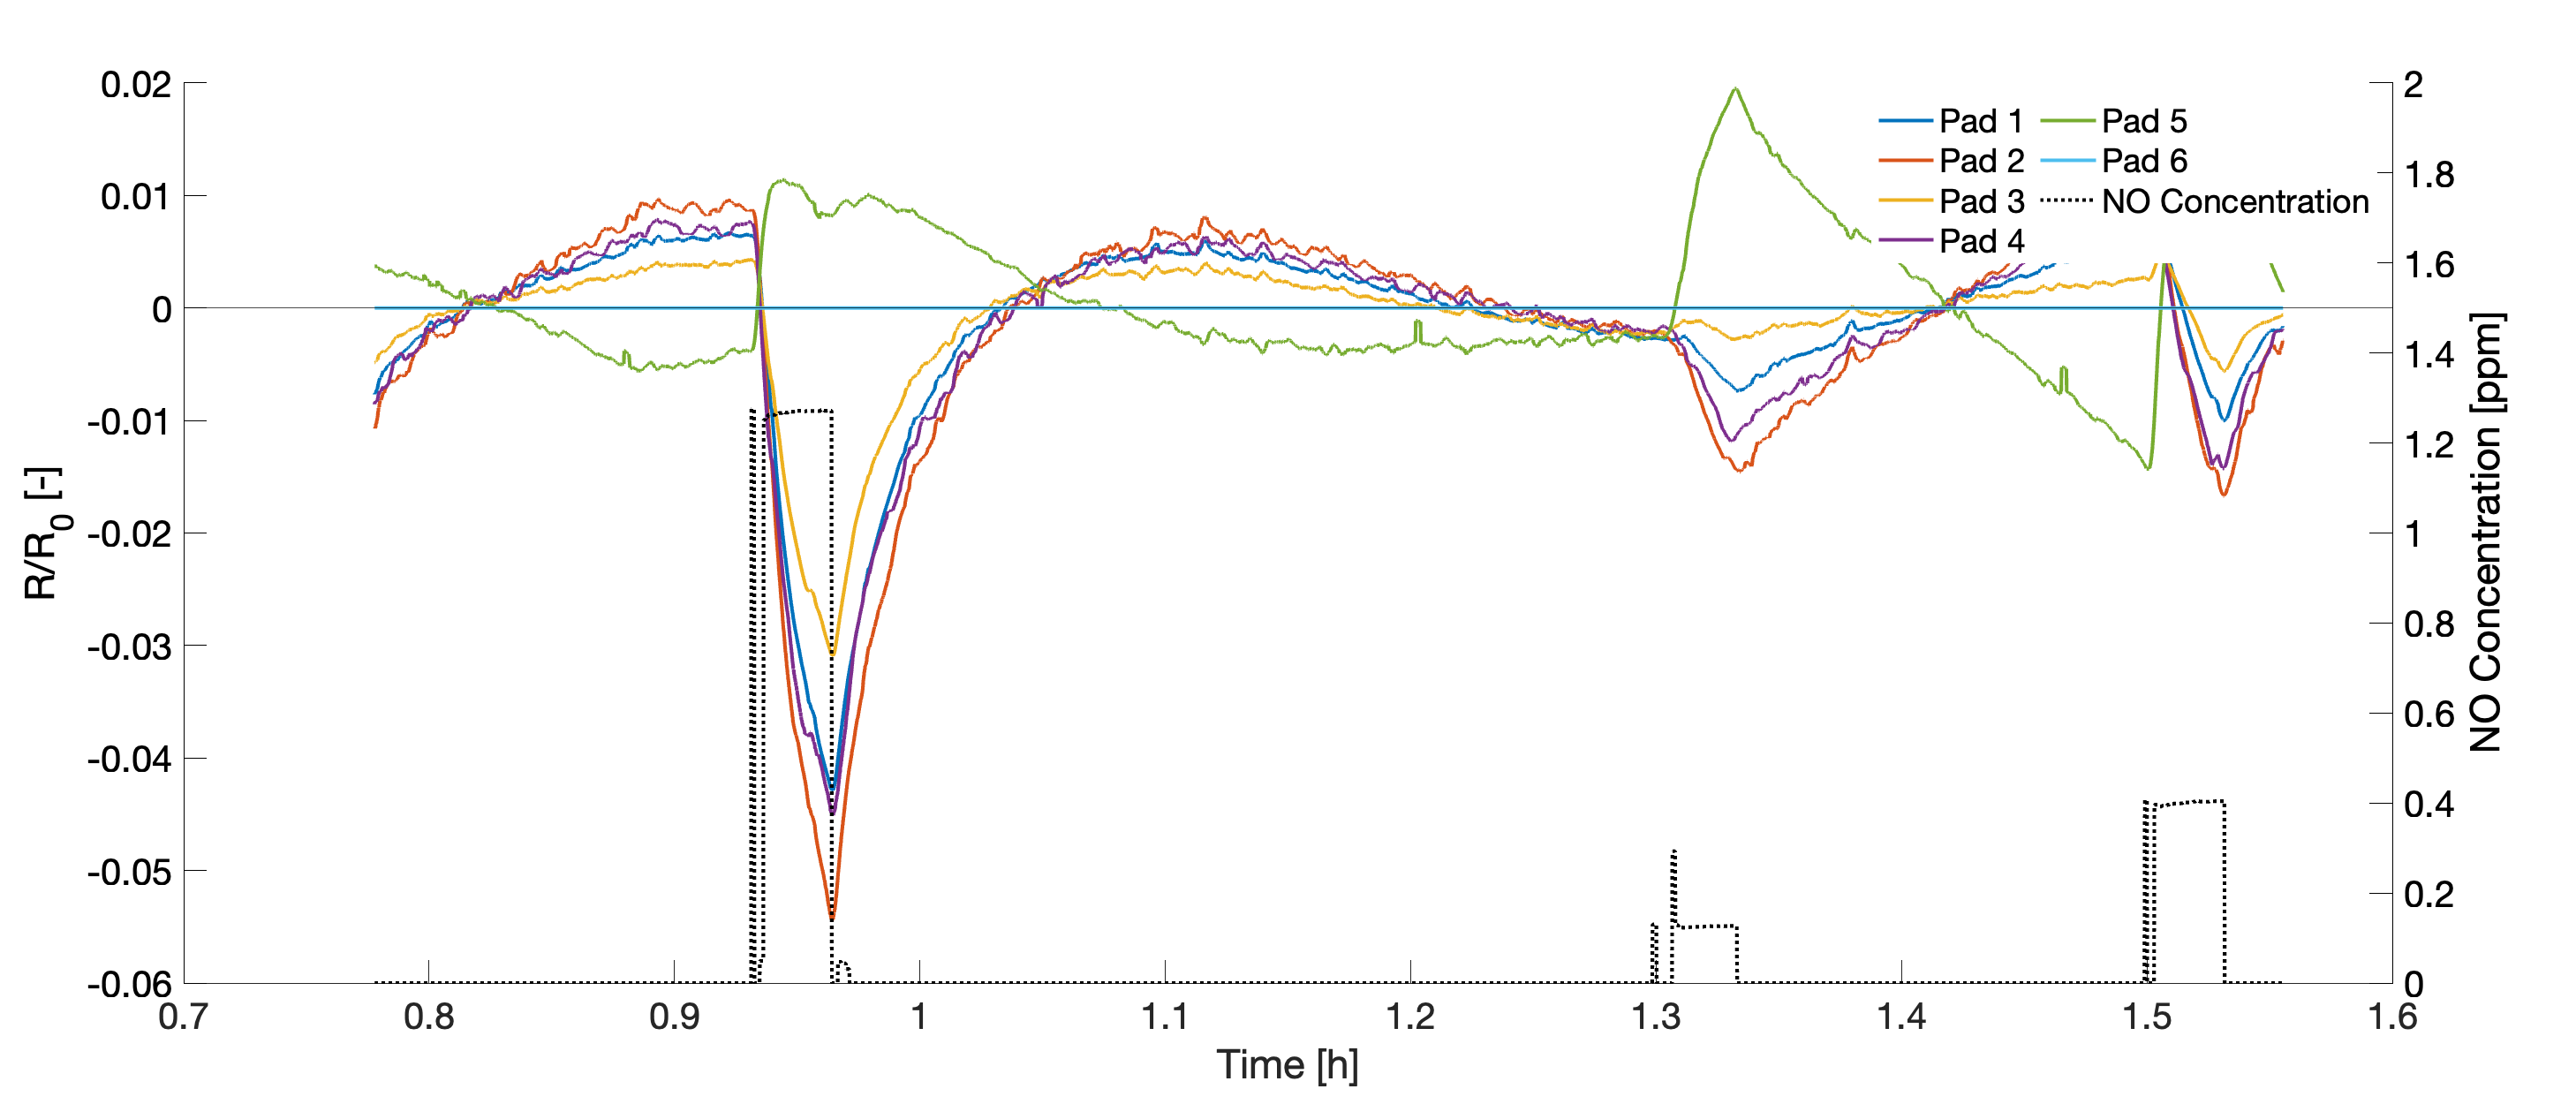 0.02
0.01
0
-0.01
-0.02
-0.03
-0.04
-0.05
-0.06
R/R0 [-]
0.7 0.8 0.9 1 1.1 1.2 1.3 1.4 1.5 1.6
Time [h]
Pad 1 Pad 5
Pad 2 Pad 6
Pad 3 NO Concentration
Pad 4
2
1.8
1.6
1.4
1.2
1
0.8
0.6
0.4
0.2
0
NO Concentration [ppm]